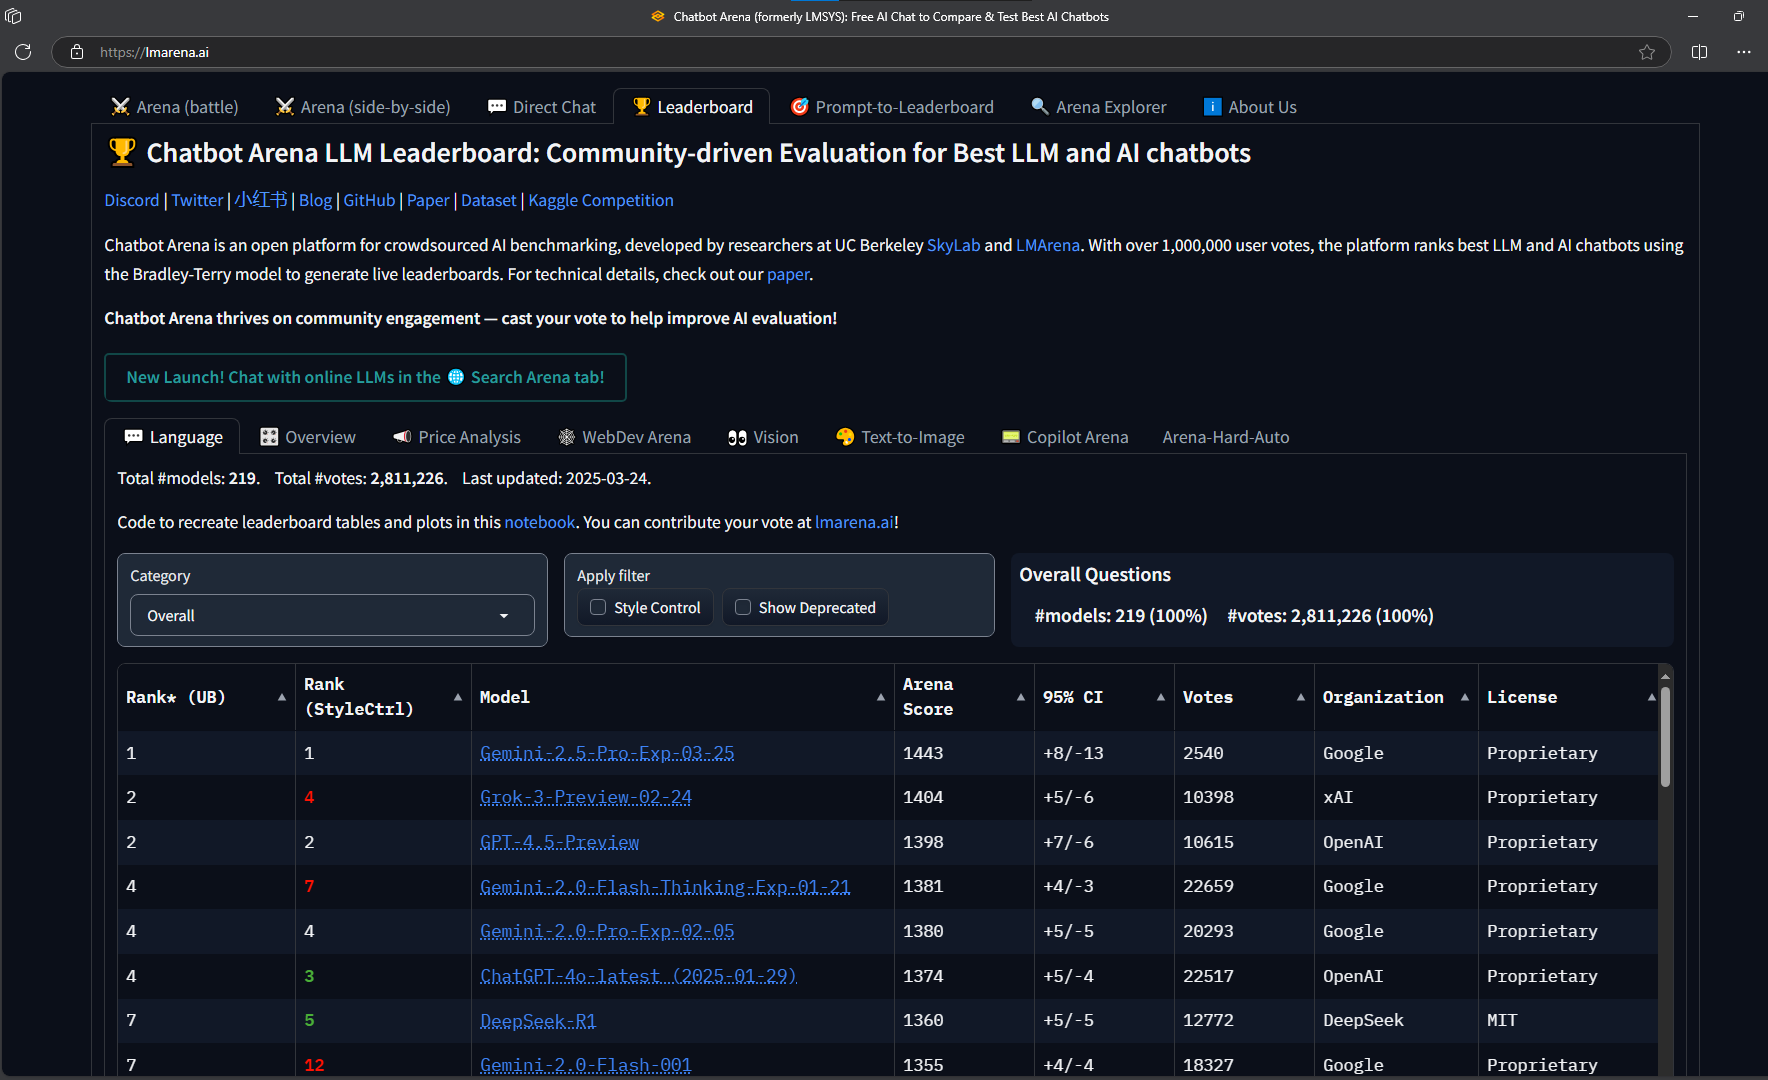 Chatbot Arena (formerly LMSYS): Free AI Chat to Compare & Test Best AI Chatbots
https://lmarena.ai
Arena (battle) Arena (side-by-side) Direct Chat Leaderboard Prompt-to-Leaderboard Arena Explorer About Us
Chatbot Arena LLM Leaderboard: Community-driven Evaluation for Best LLM and AI chatbots
Discord | Twitter | 小红书 | Blog | GitHub | Paper | Dataset | Kaggle Competition
Chatbot Arena is an open platform for crowdsourced AI benchmarking, developed by researchers at UC Berkeley SkyLab and LMArena. With over 1,000,000 user votes, the platform ranks best LLM and AI chatbots using
the Bradley-Terry model to generate live leaderboards. For technical details, check out our paper.
Chatbot Arena thrives on community engagement — cast your vote to help improve AI evaluation!
New Launch! Chat with online LLMs in the 🌐 Search Arena tab!
Language Overview Price Analysis WebDev Arena Vision Text-to-Image Copilot Arena Arena-Hard-Auto
Total #models: 219. Total #votes: 2,811,226. Last updated: 2025-03-24.
Code to recreate leaderboard tables and plots in this notebook. You can contribute your vote at lmarena.ai!
Category
Overall
Apply filter
Style Control Show Deprecated
Overall Questions
#models: 219 (100%) #votes: 2,811,226 (100%)
Rank* (UB) Rank (StyleCtrl) Model Arena Score 95% CI Votes Organization License
1 1 Gemini-2.5-Pro-Exp-03-25 1443 +8/-13 2540 Google Proprietary
2 4 Grok-3-Preview-02-24 1404 +5/-6 10398 xAI Proprietary
2 2 GPT-4.5-Preview 1398 +7/-6 10615 OpenAI Proprietary
4 7 Gemini-2.0-Flash-Thinking-Exp-01-21 1381 +4/-3 22659 Google Proprietary
4 4 Gemini-2.0-Pro-Exp-02-05 1380 +5/-5 20293 Google Proprietary
4 3 ChatGPT-4o-latest (2025-01-29) 1374 +5/-4 22517 OpenAI Proprietary
7 5 DeepSeek-R1 1360 +5/-5 12772 DeepSeek MIT
7 12 Gemini-2.0-Flash-001 1355 +4/-4 18327 Google Proprietary